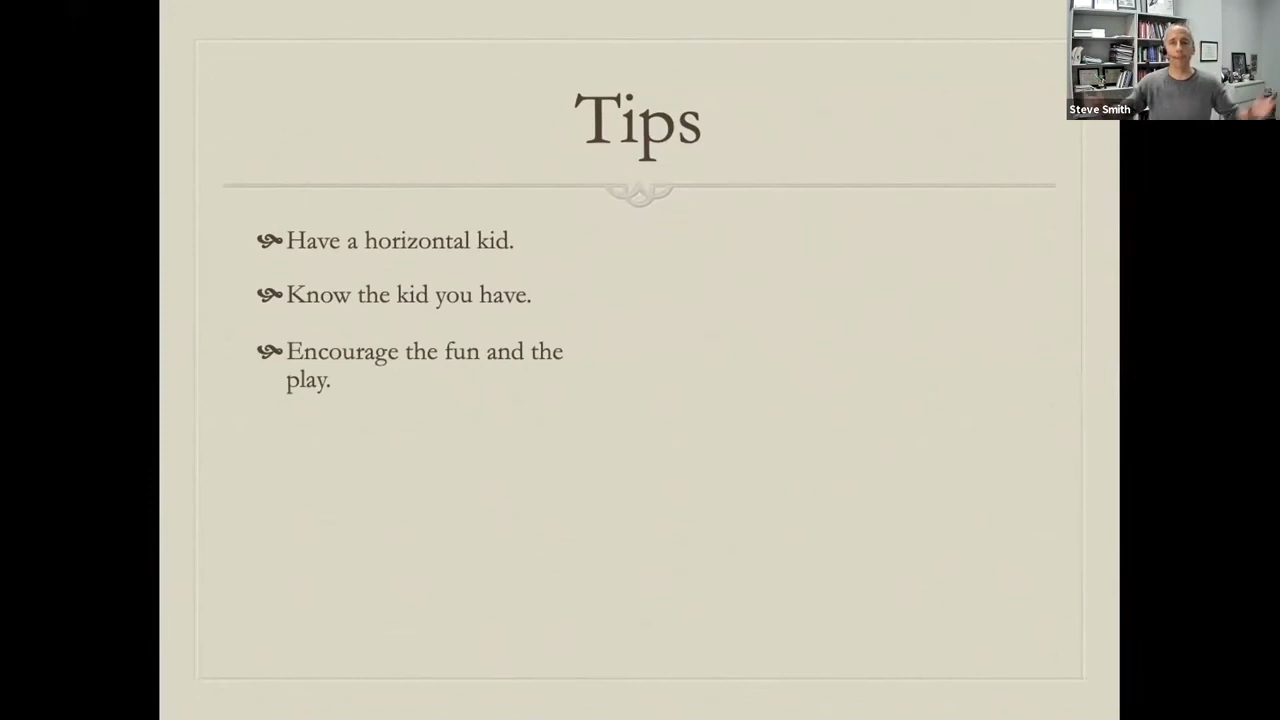 Tips
Have a horizontal kid.
Know the kid you have.
Encourage the fun and the
play.
Steve Smith